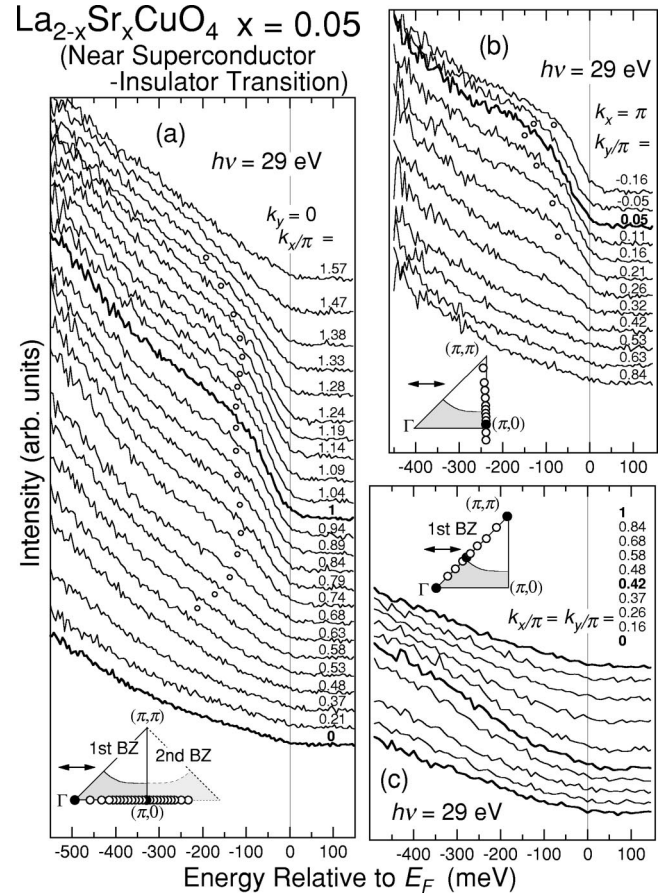 La2-xSrxCuO4 x = 0.05
(Near Superconductor
-Insulator Transition)
(a)
hν = 29 eV
ky = 0
kx/π =
1.57
1.47
1.38
1.33
1.28
1.24
1.19
1.14
1.09
1.04
1
0.94
0.89
0.84
0.79
0.74
0.68
0.63
0.58
0.53
0.48
0.37
0.21
0
(π,π)
1st BZ
2nd BZ
Γ
(π,0)
-500 -400 -300 -200 -100 0
Intensity (arb. units)
(b)
hν = 29 eV
kx = π
ky/π =
-0.16
-0.05
0.05
0.11
0.16
0.21
0.26
0.32
0.42
0.53
0.63
0.84
(π,π)
Γ
(π,0)
-400 -300 -200 -100 0
(π,π)
1st BZ
Γ
(π,0)
1
0.84
0.68
0.58
0.48
0.42
0.37
0.26
0.16
0
kx/π = ky/π =
(c)
hν = 29 eV
-400 -300 -200 -100 0
Energy Relative to EF (meV)